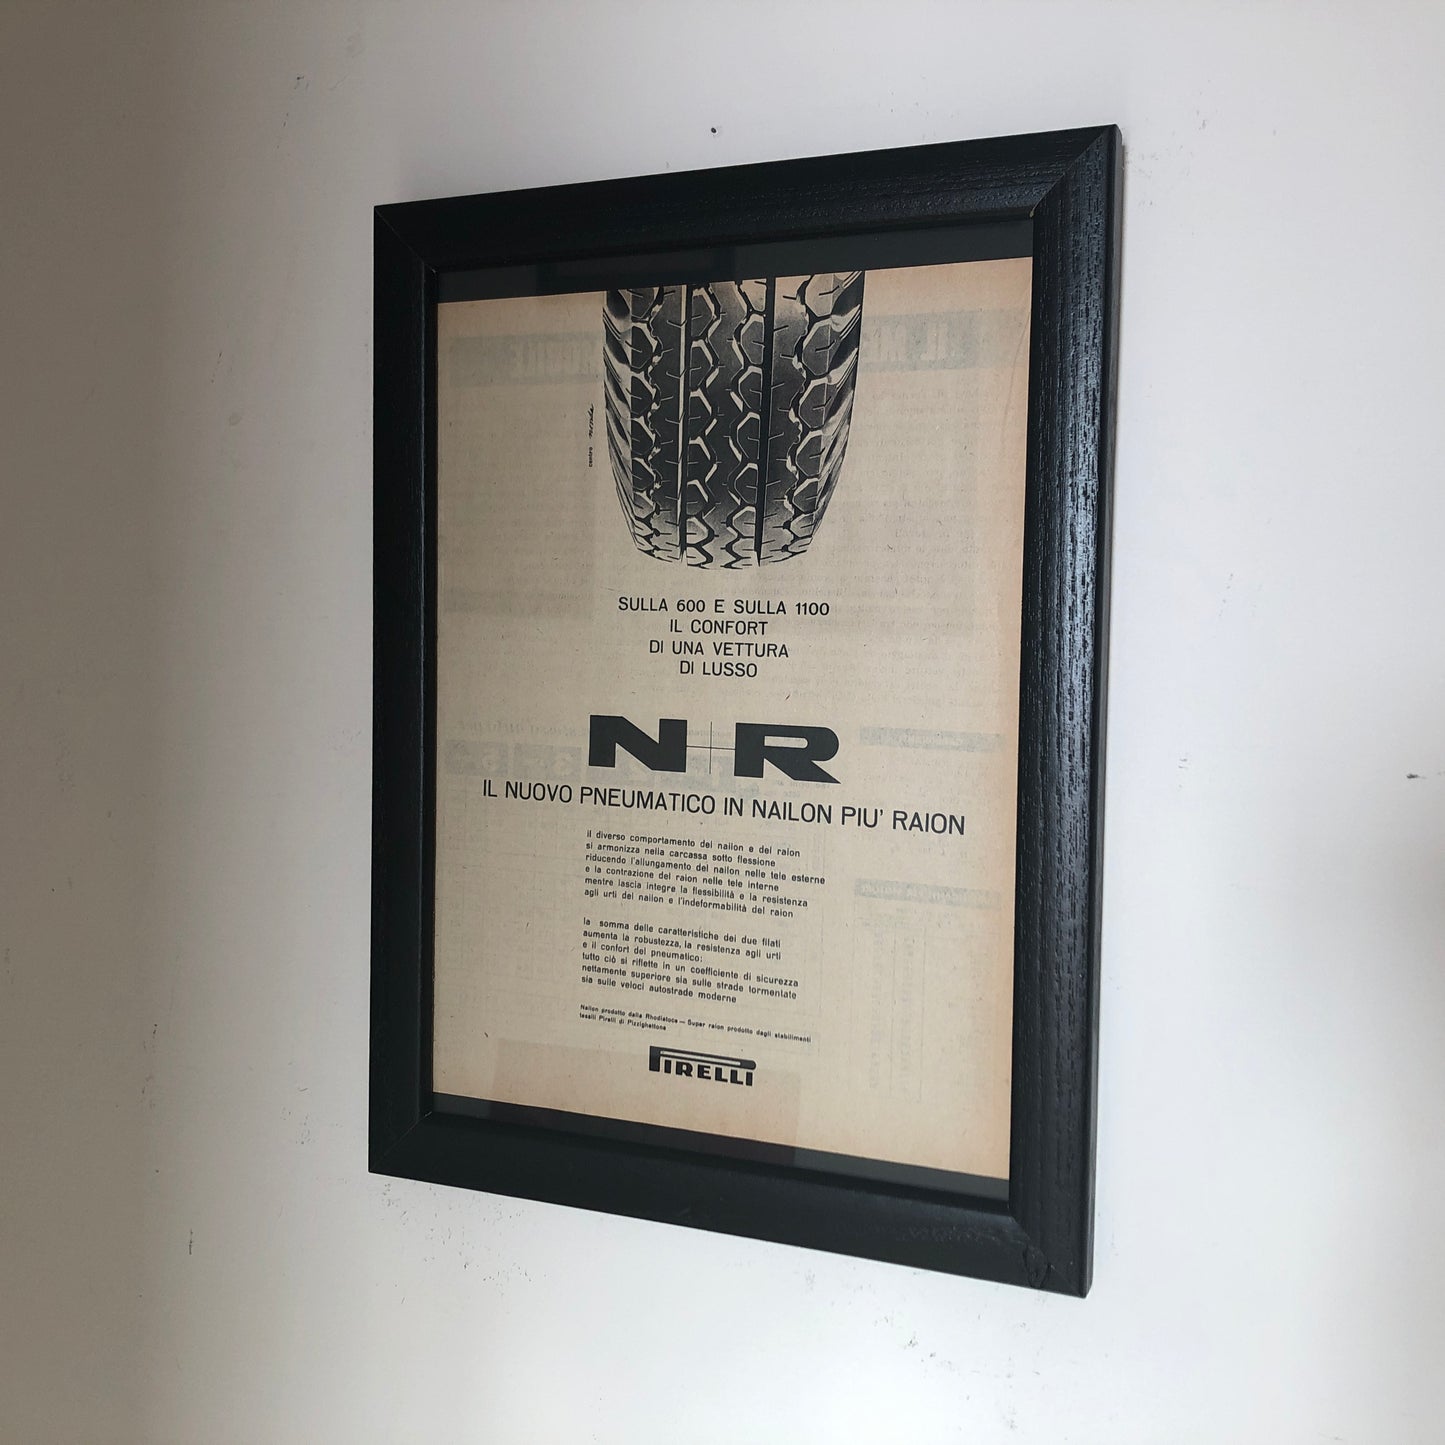 SULLA 600 E SULLA 1100
IL CONFORT
DI UNA VETTURA
DI LUSSO
N+R
IL NUOVO PNEUMATICO IN NAILON PIU' RAION
il diverso comportamento del nailon e del raion
si armonizza nella carcassa sotto flessione
riducendo l'allungamento del nailon nelle tele esterne
e la contrazione del raion nelle tele interne
mentre lascia integre la flessibilità e la resistenza
agli urti del nailon e l'indeformabilità del raion
la somma delle caratteristiche dei due filati
aumenta la robustezza, la resistenza agli urti
e il confort del pneumatico:
tutto ciò si riflette in un coefficiente di sicurezza
nettamente superiore sia sulle strade tormentate
sia sulle veloci autostrade moderne
Nailon prodotto dalla Rhodiatoce — Super raion prodotto dagli stabilimenti
tessili Pirelli di Pizzighettone
PIRELLI